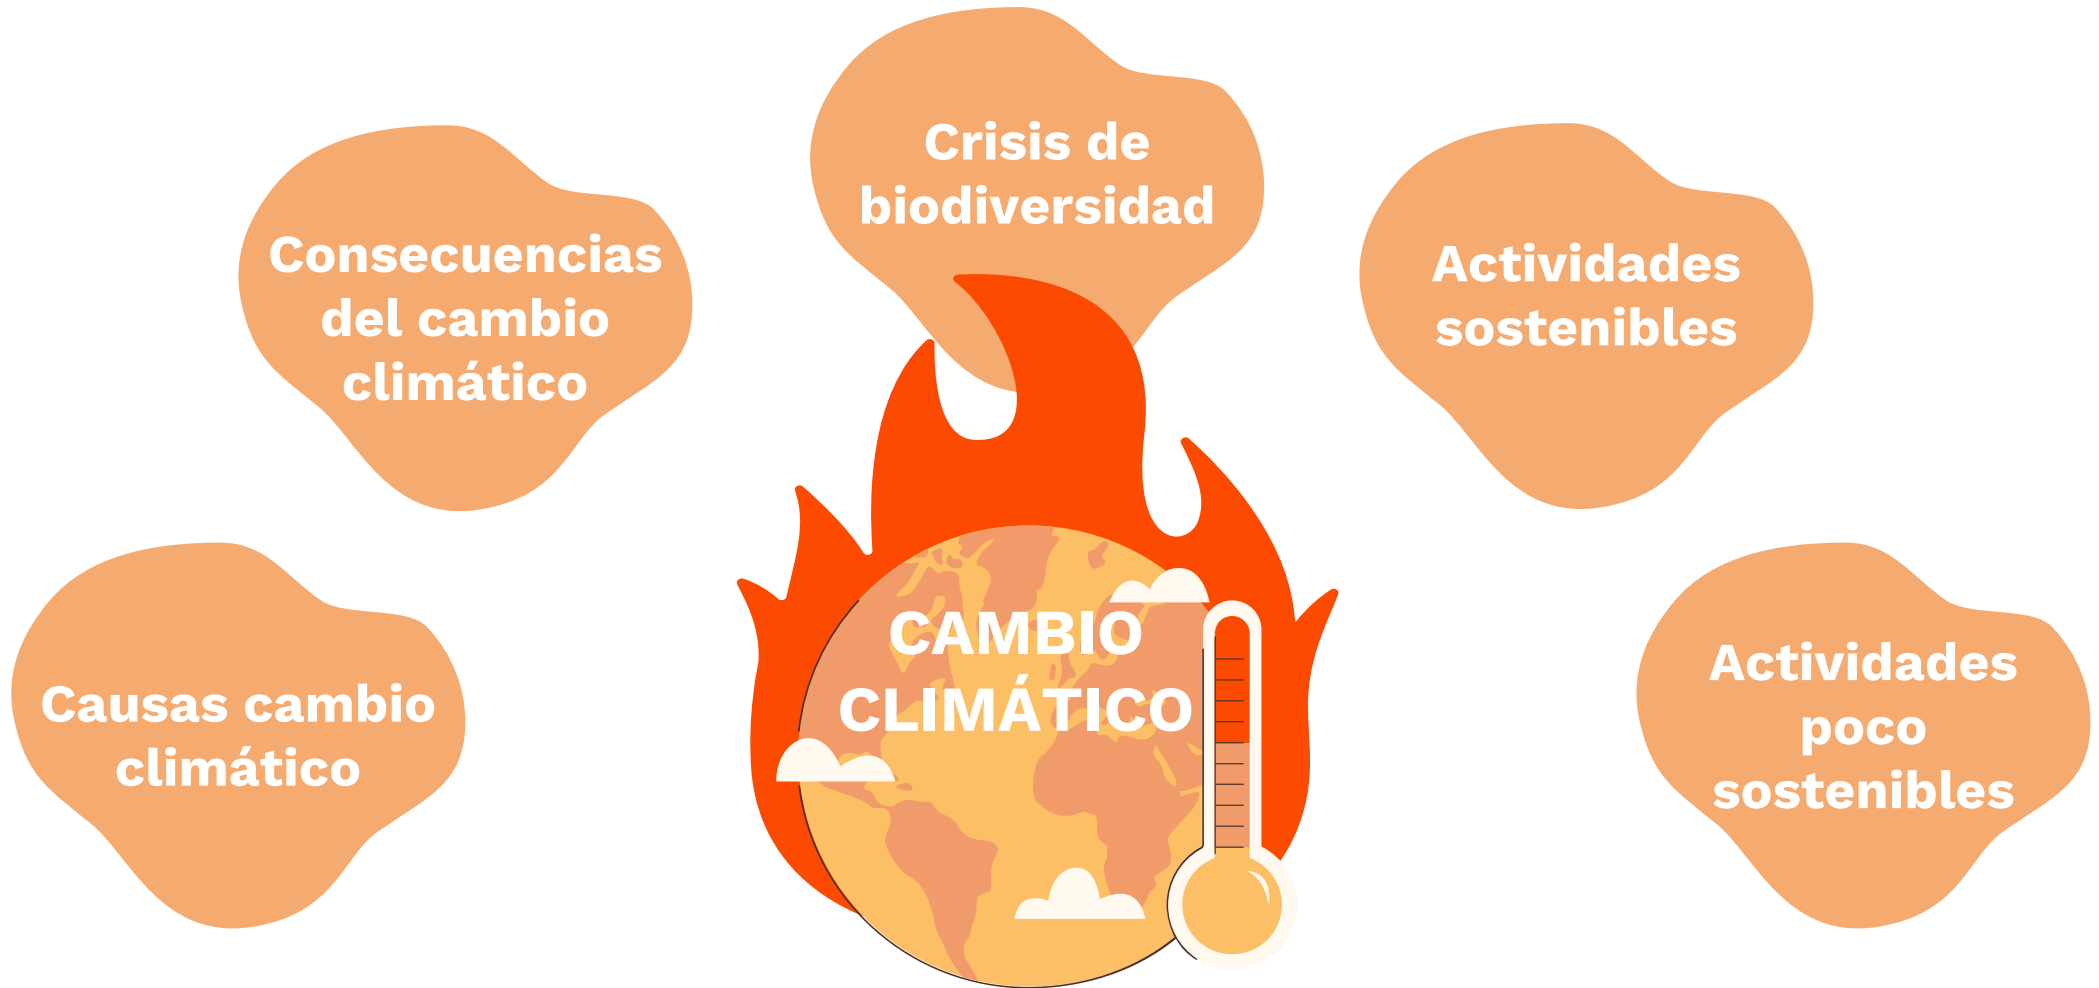 Crisis de
biodiversidad
Consecuencias
del cambio
climático
Actividades
sostenibles
CAMBIO
CLIMÁTICO
Causas cambio
climático
Actividades
poco
sostenibles